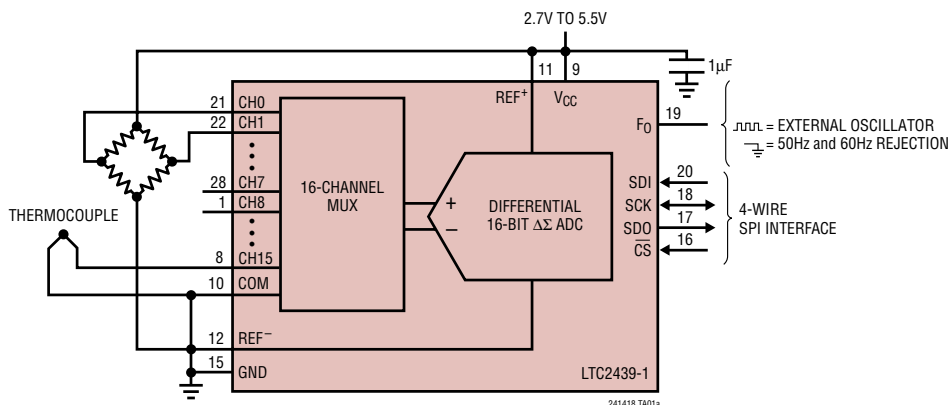 2.7V TO 5.5V
1µF
11
9
REF+
VCC
21
CH0
22
CH1
28
CH7
1
CH8
8
CH15
10
COM
12
REF–
15
GND
THERMOCOUPLE
16-CHANNEL
MUX
+
–
DIFFERENTIAL
16-BIT ΔΣ ADC
FO
19
= EXTERNAL OSCILLATOR
= 50Hz and 60Hz REJECTION
SDI
20
SCK
18
SDO
17
CS
16
4-WIRE
SPI INTERFACE
LTC2439-1
241418 TA01a